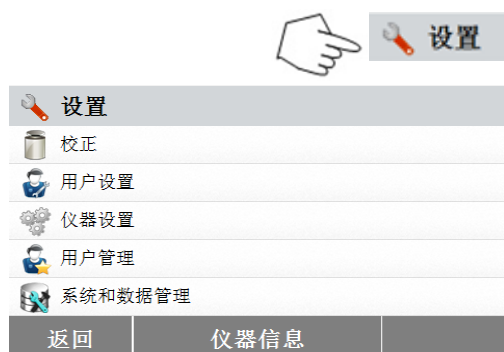 设置
设置
校正
用户设置
仪器设置
用户管理
系统和数据管理
返回 仪器信息